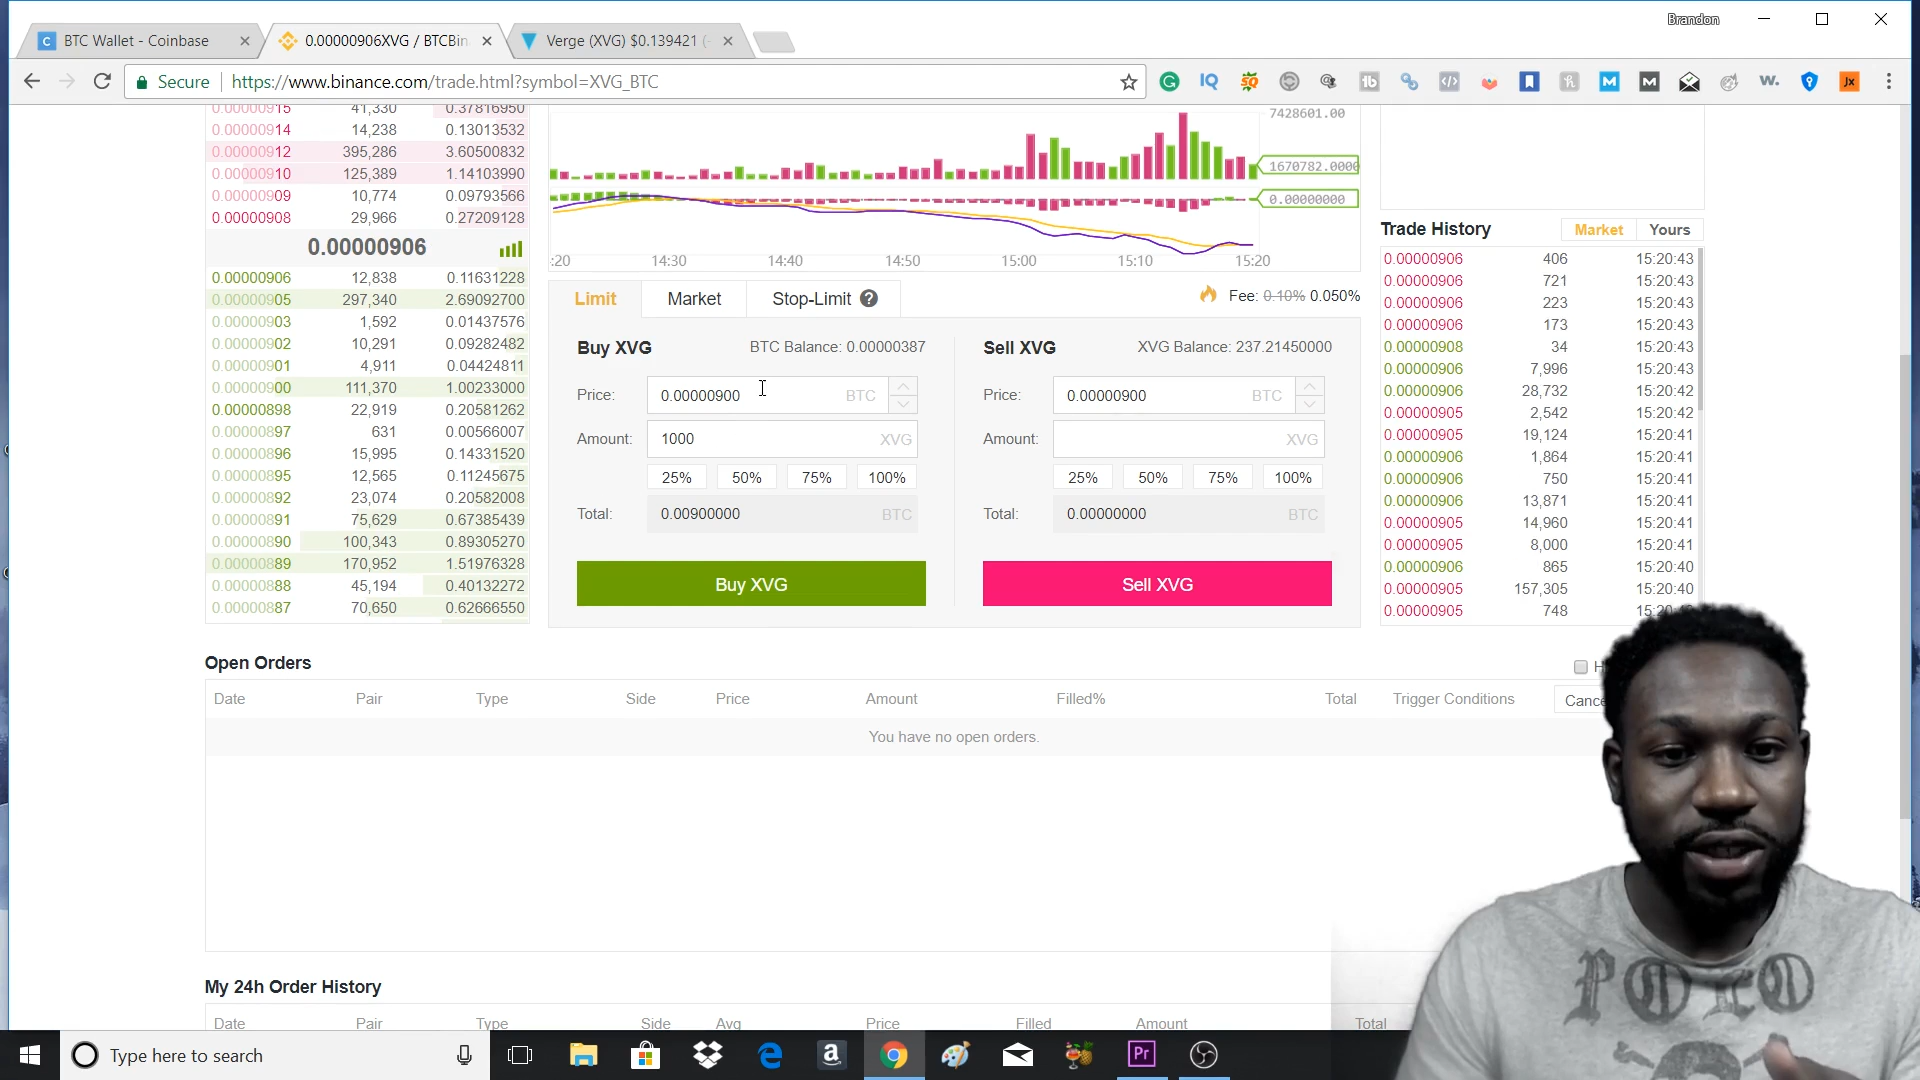 Brandon
BTC Wallet - Coinbase
0.00000906XVG / BTCBin
Verge (XVG) $0.139421 (
Secure
https://www.binance.com/trade.html?symbol=XVG_BTC
0.00000915 41,330 0.37816950
0.00000914 14,238 0.13013532
0.00000912 395,286 3.60500832
0.00000910 125,389 1.14103990
0.00000909 10,774 0.09793566
0.00000908 29,966 0.27209128
0.00000906
0.00000906 12,838 0.11631228
0.00000905 297,340 2.69092700
0.00000903 1,592 0.01437576
0.00000902 10,291 0.09282482
0.00000901 4,911 0.04424811
0.00000900 111,370 1.00233000
0.00000898 22,919 0.20581262
0.00000897 631 0.00566007
0.00000896 15,995 0.14331520
0.00000895 12,565 0.11245675
0.00000892 23,074 0.20582008
0.00000891 75,629 0.67385439
0.00000890 100,343 0.89305270
0.00000889 170,952 1.51976328
0.00000888 45,194 0.40132272
0.00000887 70,650 0.62666550
7428601.00
1670782.0000
0.00000000
:20 14:30 14:40 14:50 15:00 15:10 15:20
Limit Market Stop-Limit ?
Fee: 0.10% 0.050%
Buy XVG BTC Balance: 0.00000387
Price: 0.00000900 BTC
Amount: 1000 XVG
25% 50% 75% 100%
Total: 0.00900000 BTC
Buy XVG
Sell XVG XVG Balance: 237.21450000
Price: 0.00000900 BTC
Amount: XVG
25% 50% 75% 100%
Total: 0.00000000 BTC
Sell XVG
Trade History Market Yours
0.00000906 406 15:20:43
0.00000906 721 15:20:43
0.00000906 223 15:20:43
0.00000906 173 15:20:43
0.00000908 34 15:20:43
0.00000906 7,996 15:20:43
0.00000906 28,732 15:20:42
0.00000905 2,542 15:20:42
0.00000905 19,124 15:20:41
0.00000906 1,864 15:20:41
0.00000906 750 15:20:41
0.00000906 13,871 15:20:41
0.00000905 14,960 15:20:41
0.00000905 8,000 15:20:41
0.00000906 865 15:20:40
0.00000905 157,305 15:20:40
0.00000905 748
Open Orders
Date Pair Type Side Price Amount Filled% Total Trigger Conditions Cance
You have no open orders.
My 24h Order History
Date Pair Type Side Avg Price Filled Amount Total
Type here to search
POLO